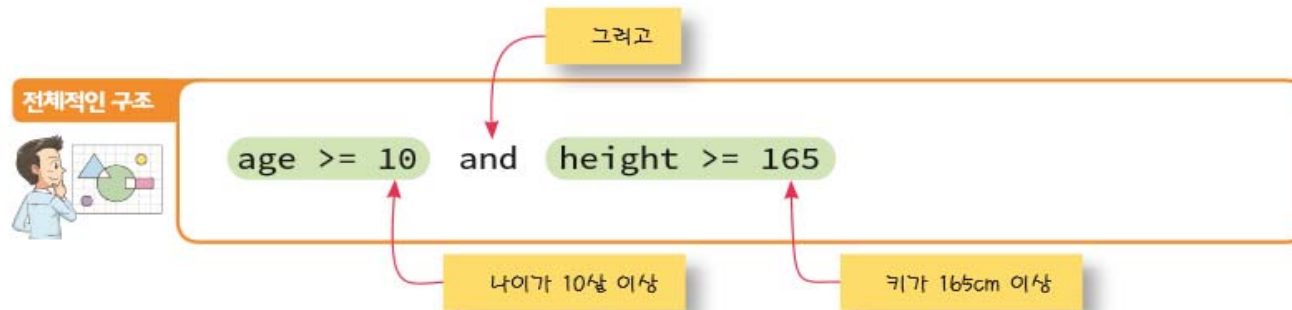 그리고
전체적인 구조
age >= 10 and height >= 165
나이가 10살 이상
키가 165cm 이상